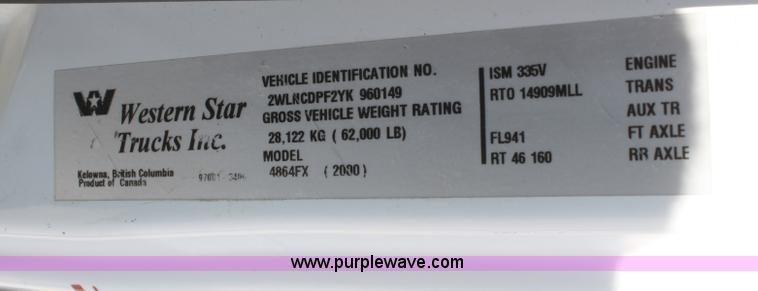 Western Star
Trucks Inc.
Kelowna, British Columbia
Product of Canada
VEHICLE IDENTIFICATION NO.
2WLNCDPF2YK 960149
GROSS VEHICLE WEIGHT RATING
28,122 KG ( 62,000 LB)
MODEL
4864FX ( 2000 )
ISM 335V ENGINE
RTO 14909MLL TRANS
AUX TR
FL941 FT AXLE
RT 46 160 RR AXLE
www.purplewave.com